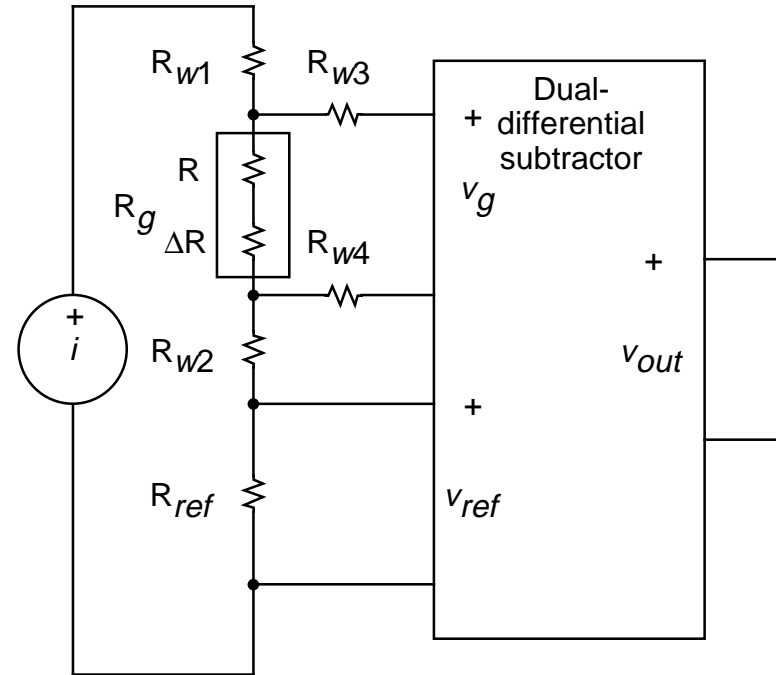 R_w1
R_w3
Dual-
differential
subtractor
+
R
v_g
R_g
ΔR
R_w4
+
+
i
R_w2
v_out
+
R_ref
v_ref